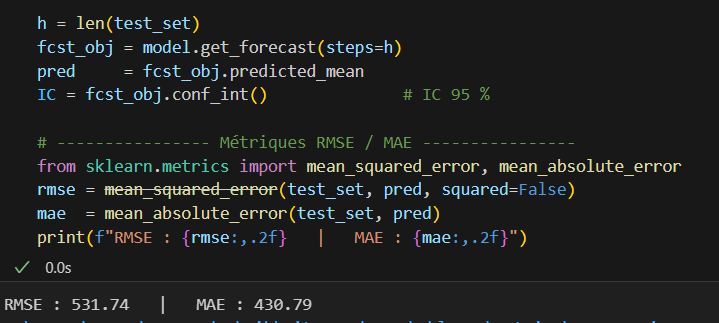 h = len(test_set)
fcst_obj = model.get_forecast(steps=h)
pred     = fcst_obj.predicted_mean
IC = fcst_obj.conf_int()               # IC 95 %
# ---------------- Métriques RMSE / MAE ----------------
from sklearn.metrics import mean_squared_error, mean_absolute_error
rmse = mean_squared_error(test_set, pred, squared=False)
mae  = mean_absolute_error(test_set, pred)
print(f"RMSE : {rmse:,.2f}   |   MAE : {mae:,.2f}")
✓ 0.0s
RMSE : 531.74   |   MAE : 430.79